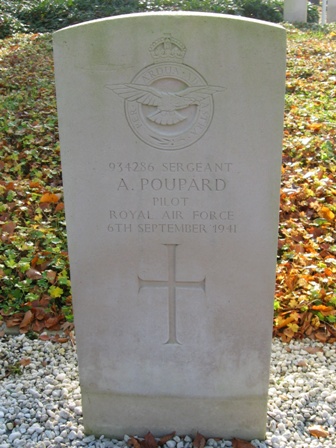 934286 SERGEANT
A. POUPARD
PILOT
ROYAL AIR FORCE
6TH SEPTEMBER 1941